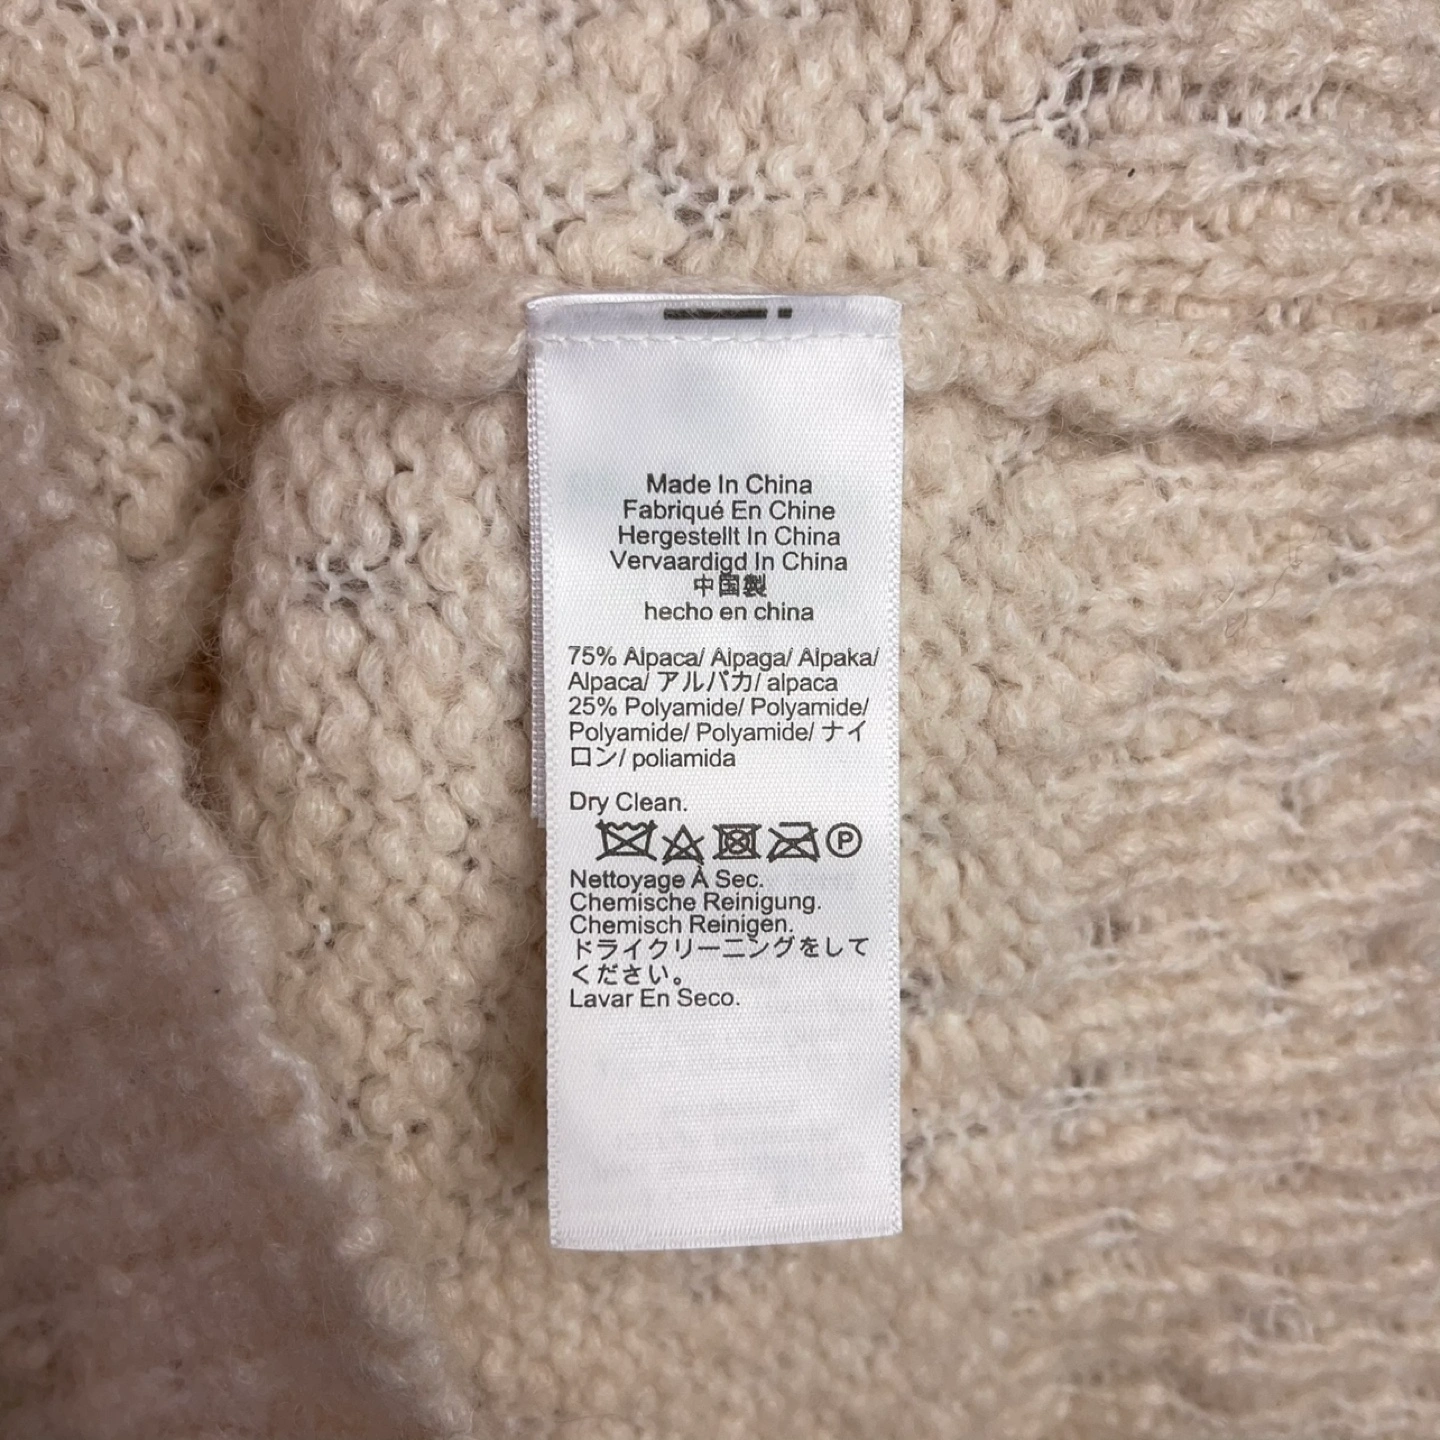 Made In China
Fabriqué En Chine
Hergestellt In China
Vervaardigd In China
中国製
hecho en china
75% Alpaca/ Alpaga/ Alpaka/
Alpaca/ アルパカ/ alpaca
25% Polyamide/ Polyamide/
Polyamide/ Polyamide/ ナイ
ロン/ poliamida
Dry Clean.
P
Nettoyage À Sec.
Chemische Reinigung.
Chemisch Reinigen.
ドライクリーニングをして
ください。
Lavar En Seco.